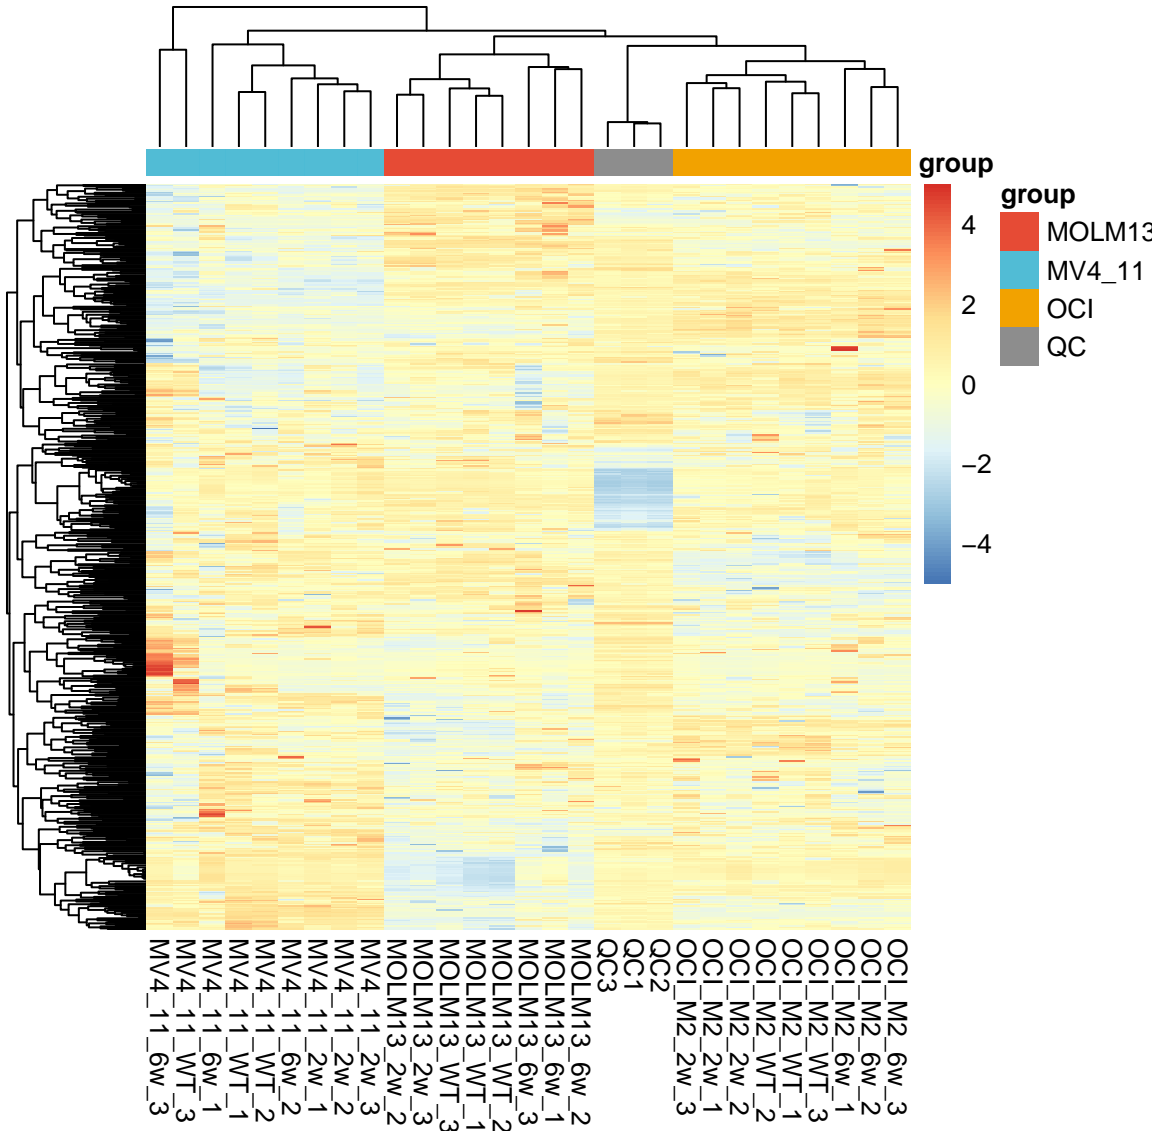 group
4
2
0
−2
−4
group
MOLM13
MV4_11
OCI
QC
MV4_11_6w_3
MV4_11_WT_3
MV4_11_6w_1
MV4_11_WT_1
MV4_11_WT_2
MV4_11_6w_2
MV4_11_2w_1
MV4_11_2w_2
MV4_11_2w_3
MOLM13_2w_2
MOLM13_2w_3
MOLM13_WT_3
MOLM13_WT_1
MOLM13_WT_2
MOLM13_6w_3
MOLM13_6w_1
MOLM13_6w_2
QC3
QC1
QC2
OCI_M2_2w_3
OCI_M2_2w_1
OCI_M2_2w_2
OCI_M2_WT_1
OCI_M2_WT_2
OCI_M2_WT_3
OCI_M2_6w_1
OCI_M2_6w_2
OCI_M2_6w_3